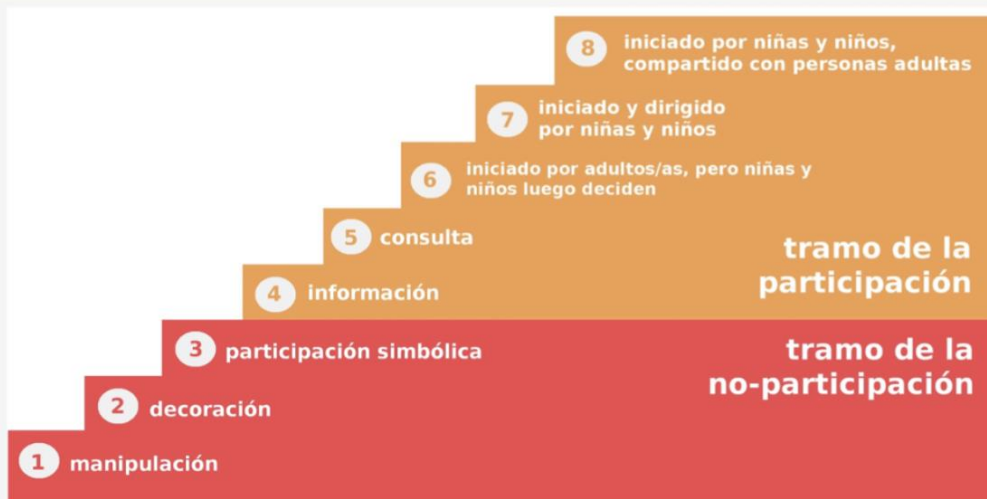 8
iniciado por niñas y niños,
compartido con personas adultas
7
iniciado y dirigido
por niñas y niños
6
iniciado por adultos/as, pero niñas y
niños luego deciden
5 consulta
tramo de la
participación
4 información
3 participación simbólica
tramo de la
no-participación
2 decoración
1 manipulación